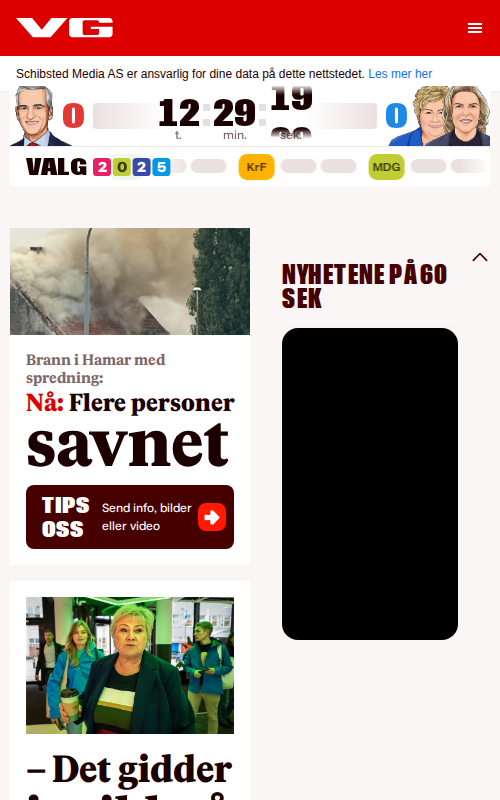 VG
Schibsted Media AS er ansvarlig for dine data på dette nettstedet. Les mer her
0 12:29:19 0
t. min. sek.
VALG 2025 KrF MDG
Brann i Hamar med
spredning:
Nå: Flere personer
savnet
TIPS
OSS
Send info, bilder
eller video
– Det gidder
NYHETENE PÅ 60
SEK